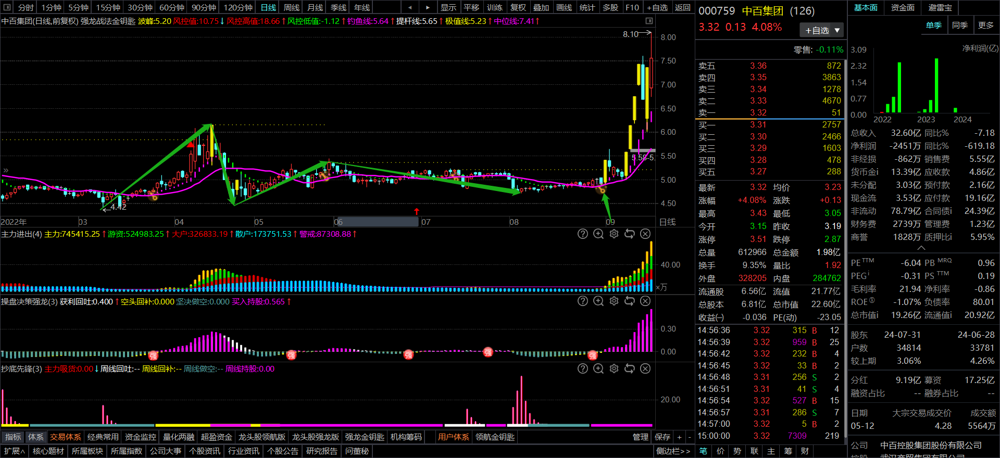 分时 1分钟 5分钟 15分钟 30分钟 60分钟 90分钟 120分钟 日线 周线 月线 季线 年线 ◂ ▸ 显示 平移 训练 复权 叠加 画线 统计 多股 F10 +自选 返回
中百集团(日线,前复权) 强龙战法金钥匙 波峰:5.20 风控值:10.75↓ 风控高值:18.66↑ 风控低值:-1.12↑ 钓鱼线:5.64↑ 提杆线:5.65↑ 极值线:5.23↑ 中位线:7.41↑
8.10
8.00
7.50
7.00
6.50
6.00
5.50
5.00
4.50
5.58-5.
»
4.42
2022年 03 04 05 06 07 08 09 日线
主力进出(4) 主力:745415.25↑ 游资:524983.25↑ 大户:326833.19↑ 散户:173751.53↑ 警戒:87308.88↑
40.00
×万
操盘决策强龙(3) 获利回吐:0.400↑ 空头回补:0.000 坚决做空:0.000 买入持股:0.565↑
0.30
0.00
强 强 强 强 强
抄底先锋(3) 主力吸货:0.00↓ 周线回吐:-- 周线回补:-- 周线做空:-- 周线持股:0.00
20.00
指标 体系 交易体系 经典常用 资金监控 量化两融 超盈资金 龙头股领航版 龙头股强龙版 强龙金钥匙 机构筹码 用户体系 领航金钥匙 管理 保存 + -
扩展∧ 核心题材 所属板块 所属指数 公司大事 个股资讯 行业资讯 个股公告 研究报告 问董秘 侧边栏>>
000759 中百集团 (126)
3.32 0.13 4.08% +自选 ▼
零售: -0.11%
卖五 3.36 872
卖四 3.35 3863
卖三 3.34 1278
卖二 3.33 4670
卖一 3.32 51
买一 3.31 2757
买二 3.30 2466
买三 3.29 1603
买四 3.28 478
买五 3.27 288
最新 3.32 均价 3.23
涨幅 +4.08% 涨跌 +0.13
最高 3.43 最低 3.05
今开 3.15 昨收 3.19
涨停 3.51 跌停 2.87
总量 612966 总金额 1.98亿
换手 9.35% 量比 1.92
外盘 328205 内盘 284762
流通股 6.56亿 流值 21.77亿
总股本 6.81亿 总市值 22.60亿
收益㈠ -0.036 PE(动) -23.05
14:56:36 3.32 315 B 12
14:56:39 3.32 959 B 25
14:56:42 3.32 232 B 4
14:56:45 3.32 33 B 2
14:56:48 3.31 256 S 2
14:56:51 3.31 41 S 4
14:56:54 3.32 527 B 15
14:56:57 3.31 286 S 7
14:57:00 3.32 5 B 2
15:00:00 3.32 7309 219
笔 价 势 联 主 筹 财
基本面 资金面 避雷宝
单季 同季 更多
净利润(亿)
3.09
2.32
1.54
0.77
0.00
2022 2023 2024
总收入 32.60亿 同比% -7.18
净利润 -2451万 同比% -619.18
非经损 -862万 销售费 5.55亿
货币金i 13.39亿 应收款 4.86亿
未分配 3.03亿 预付款 2.16亿
现金流 3.53亿 应付款 19.16亿
非流动 78.79亿 合同债i 24.39亿
财务费 2739万 管理费 1.23亿
商誉 1828万 质押比i 5.95%
PE TTM -6.04 PB MRQ 0.96
PEG i -0.31 PS TTM 0.19
毛利率 21.94 净利率 -0.86
ROE① -1.07% 负债率 80.01
总市值i 19.26亿 流通值i 20.92亿
股东 24-07-31 24-06-28
户数 34814 33781
较上期 3.06% 4.26%
分红 9.19亿 募资 17.25亿
融资占比 -- 融券占比 --
日期 大宗交易成交价 成交额
05-12 4.28 5564万
公司 中百控股集团股份有限公司